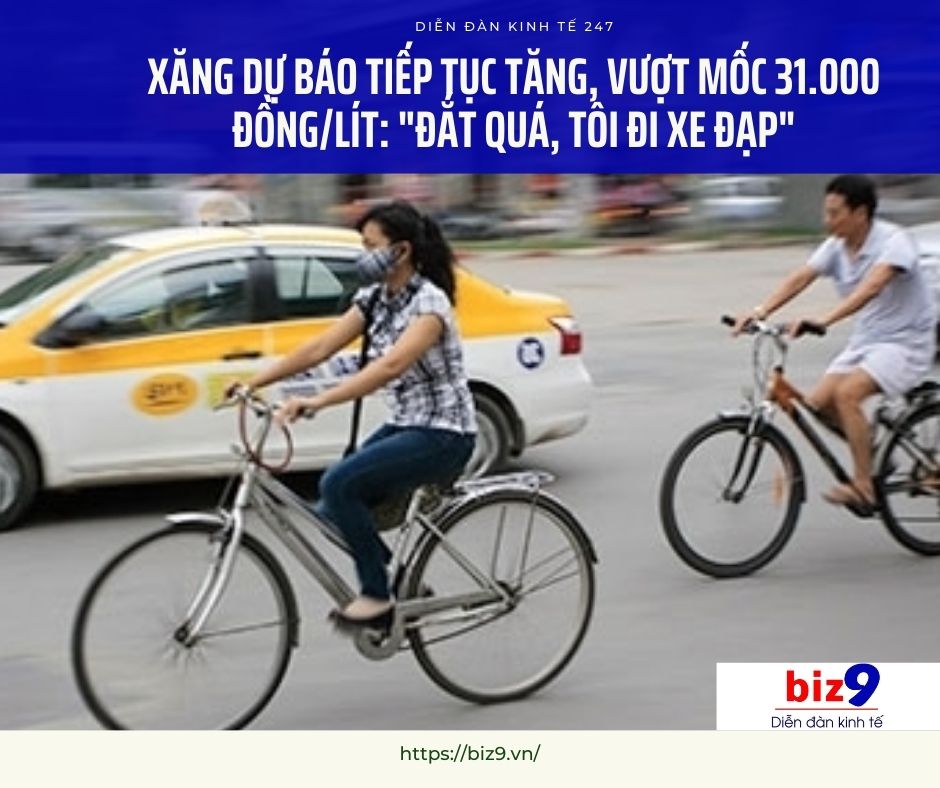 DIỄN ĐÀN KINH TẾ 247
XĂNG DỰ BÁO TIẾP TỤC TĂNG, VƯỢT MỐC 31.000
ĐỒNG/LÍT: "ĐẮT QUÁ, TÔI ĐI XE ĐẠP"
biz9
Diễn đàn kinh tế
https://biz9.vn/